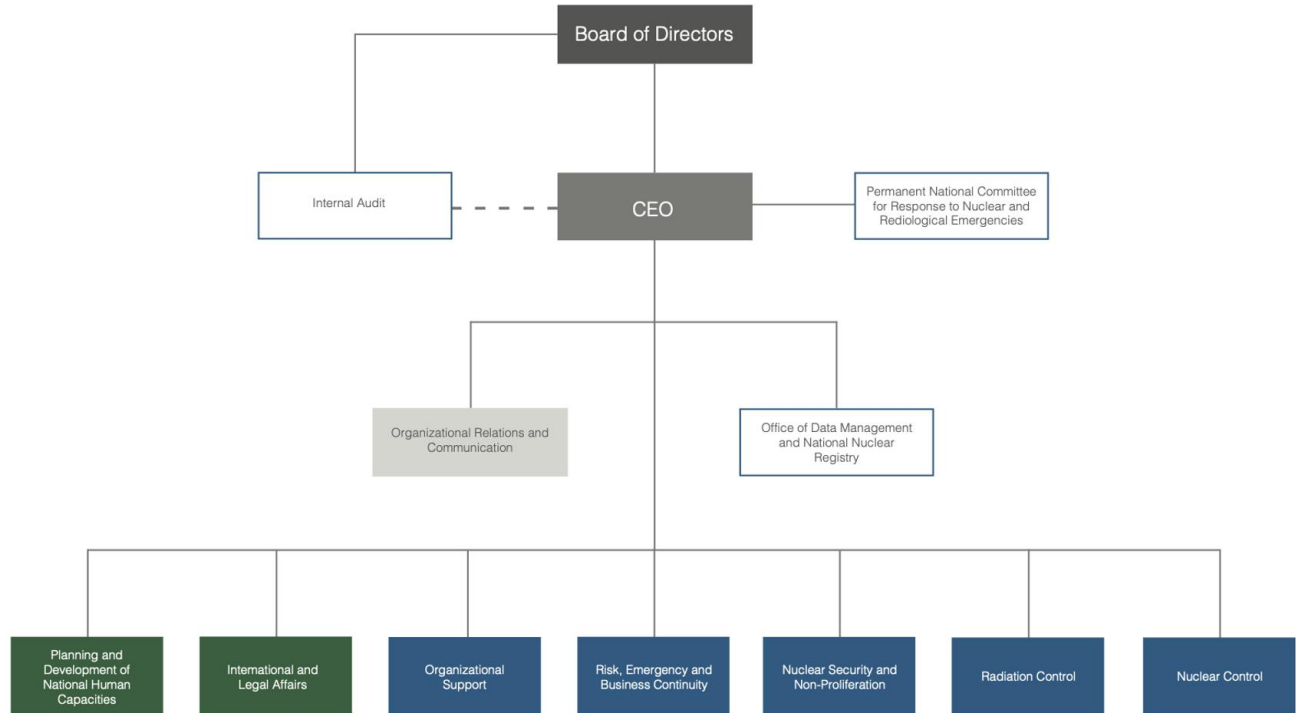 Board of Directors
Internal Audit
CEO
Permanent National Committee
for Response to Nuclear and
Rediological Emergencies
Organizational Relations and
Communication
Office of Data Management
and National Nuclear
Registry
Planning and
Development of
National Human
Capacities
International and
Legal Affairs
Organizational
Support
Risk, Emergency and
Business Continuity
Nuclear Security and
Non-Proliferation
Radiation Control
Nuclear Control